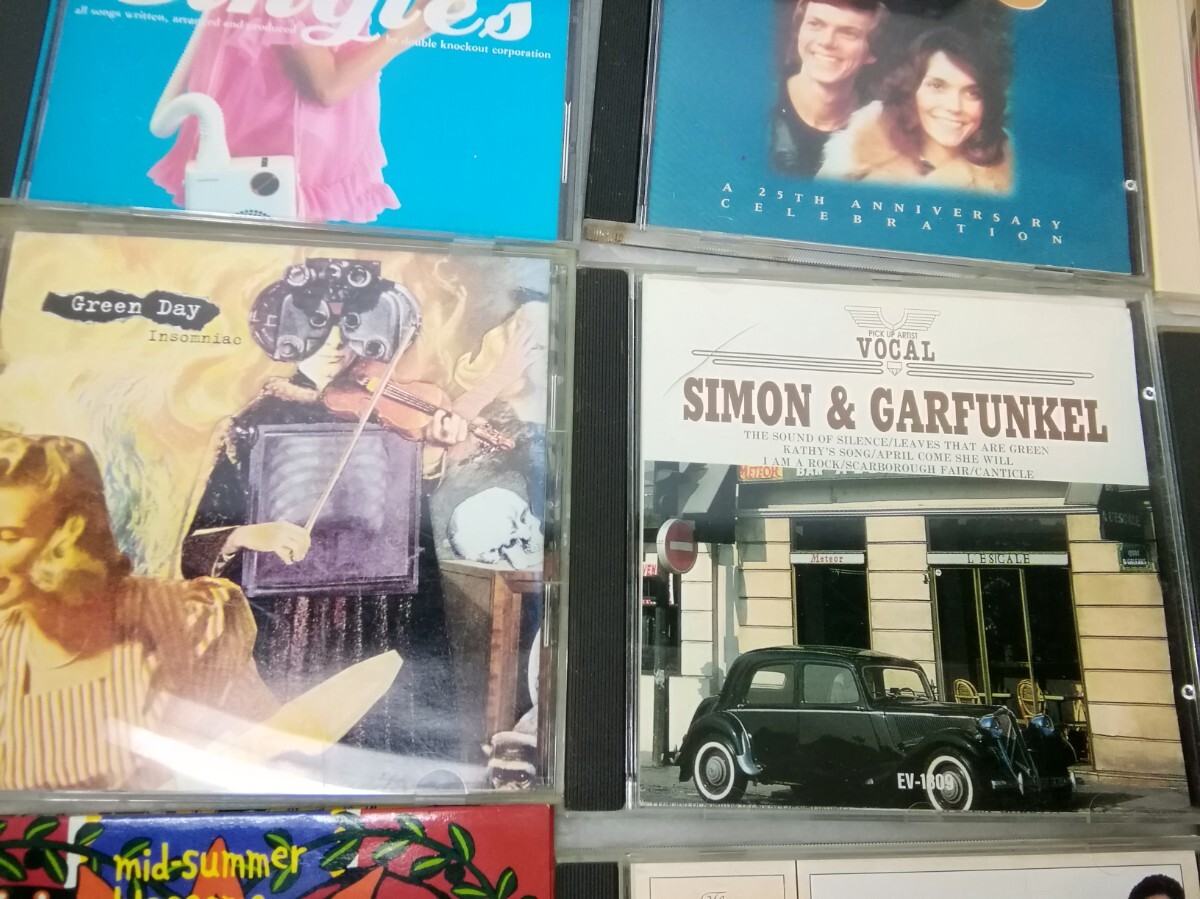 all songs written, arranged and produced
by double knockout corporation
A 25TH ANNIVERSARY
CELEBRATION
Green Day
Insomniac
PICK UP ARTIST
VOCAL
SIMON & GARFUNKEL
THE SOUND OF SILENCE/LEAVES THAT ARE GREEN
KATHY'S SONG/APRIL COME SHE WILL
I AM A ROCK/SCARBOROUGH FAIR/CANTICLE
METEOR
Meteor
L'ESCALE
EV-1809
mid-summer